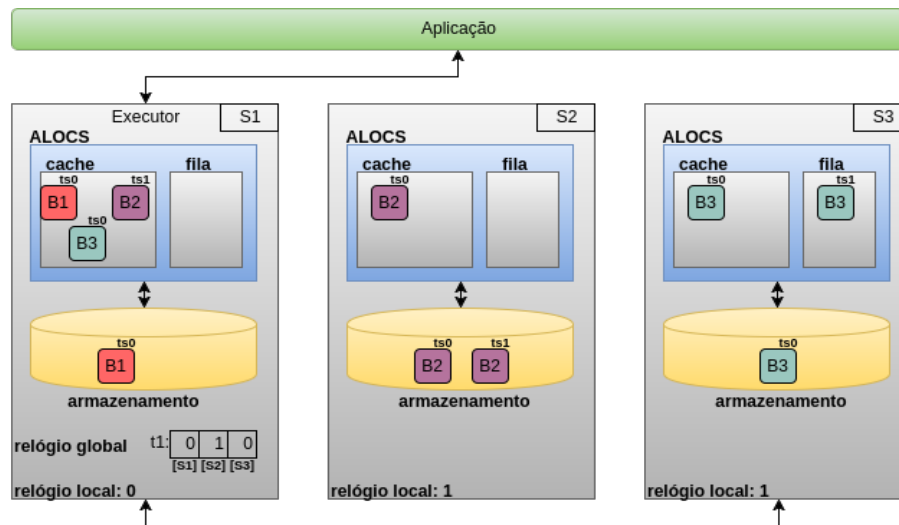 Aplicação
Executor
S1
ALOCS
cache
fila
ts0
B1
ts1
B2
ts0
B3
ts0
B1
armazenamento
relógio global
t1:
0 1 0
[S1] [S2] [S3]
relógio local: 0
S2
ALOCS
cache
fila
ts0
B2
ts0
B2
ts1
B2
armazenamento
relógio local: 1
S3
ALOCS
cache
fila
ts0
B3
ts1
B3
ts0
B3
armazenamento
relógio local: 1